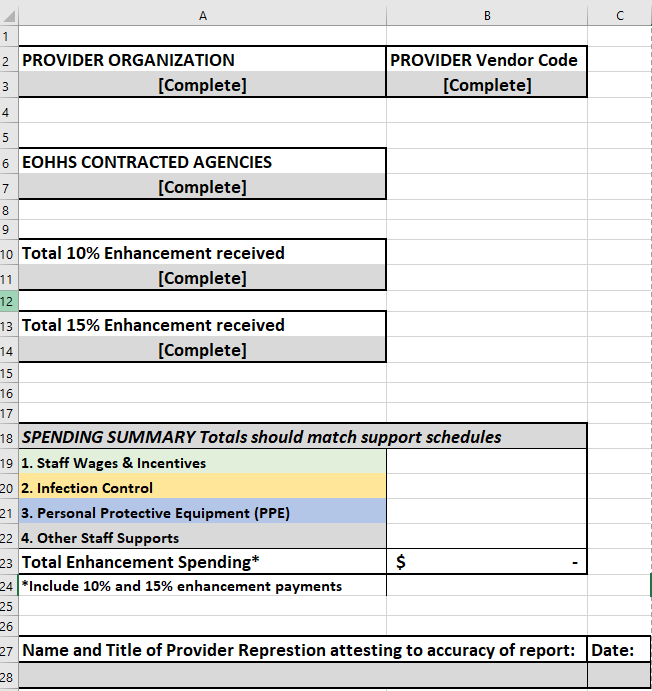 A B C
1
2 PROVIDER ORGANIZATION PROVIDER Vendor Code
3 [Complete] [Complete]
4
5
6 EOHHS CONTRACTED AGENCIES
7 [Complete]
8
9
10 Total 10% Enhancement received
11 [Complete]
12
13 Total 15% Enhancement received
14 [Complete]
15
16
17
18 SPENDING SUMMARY Totals should match support schedules
19 1. Staff Wages & Incentives
20 2. Infection Control
21 3. Personal Protective Equipment (PPE)
22 4. Other Staff Supports
23 Total Enhancement Spending* $ -
24 *Include 10% and 15% enhancement payments
25
26
27 Name and Title of Provider Represtion attesting to accuracy of report: Date:
28